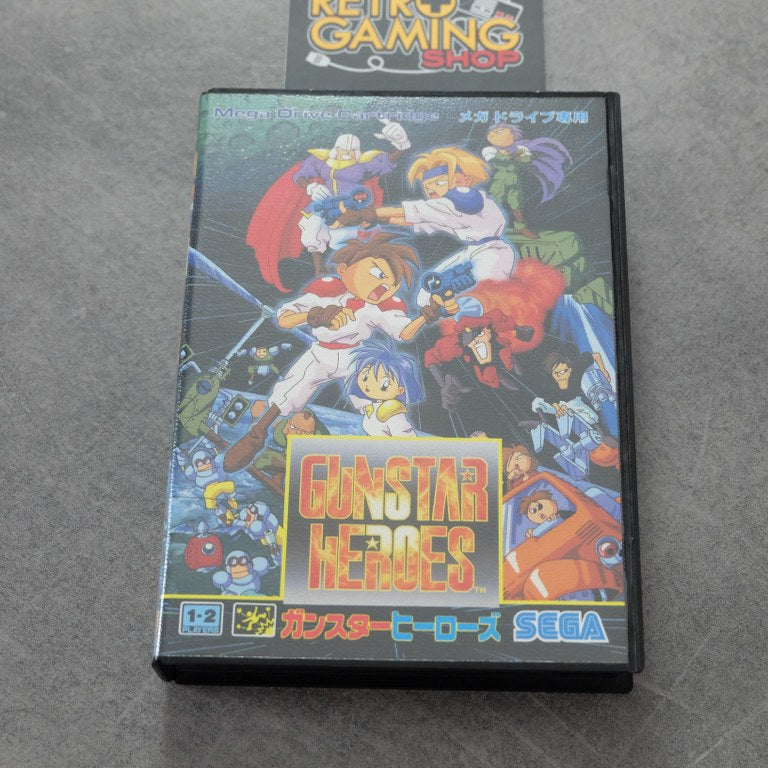 RETRO
GAMING
SHOP
Mega Drive Cartridge メガドライブ専用
GUNSTAR
HEROES™
1-2
PLAYERS
ガンスターヒーローズ SEGA